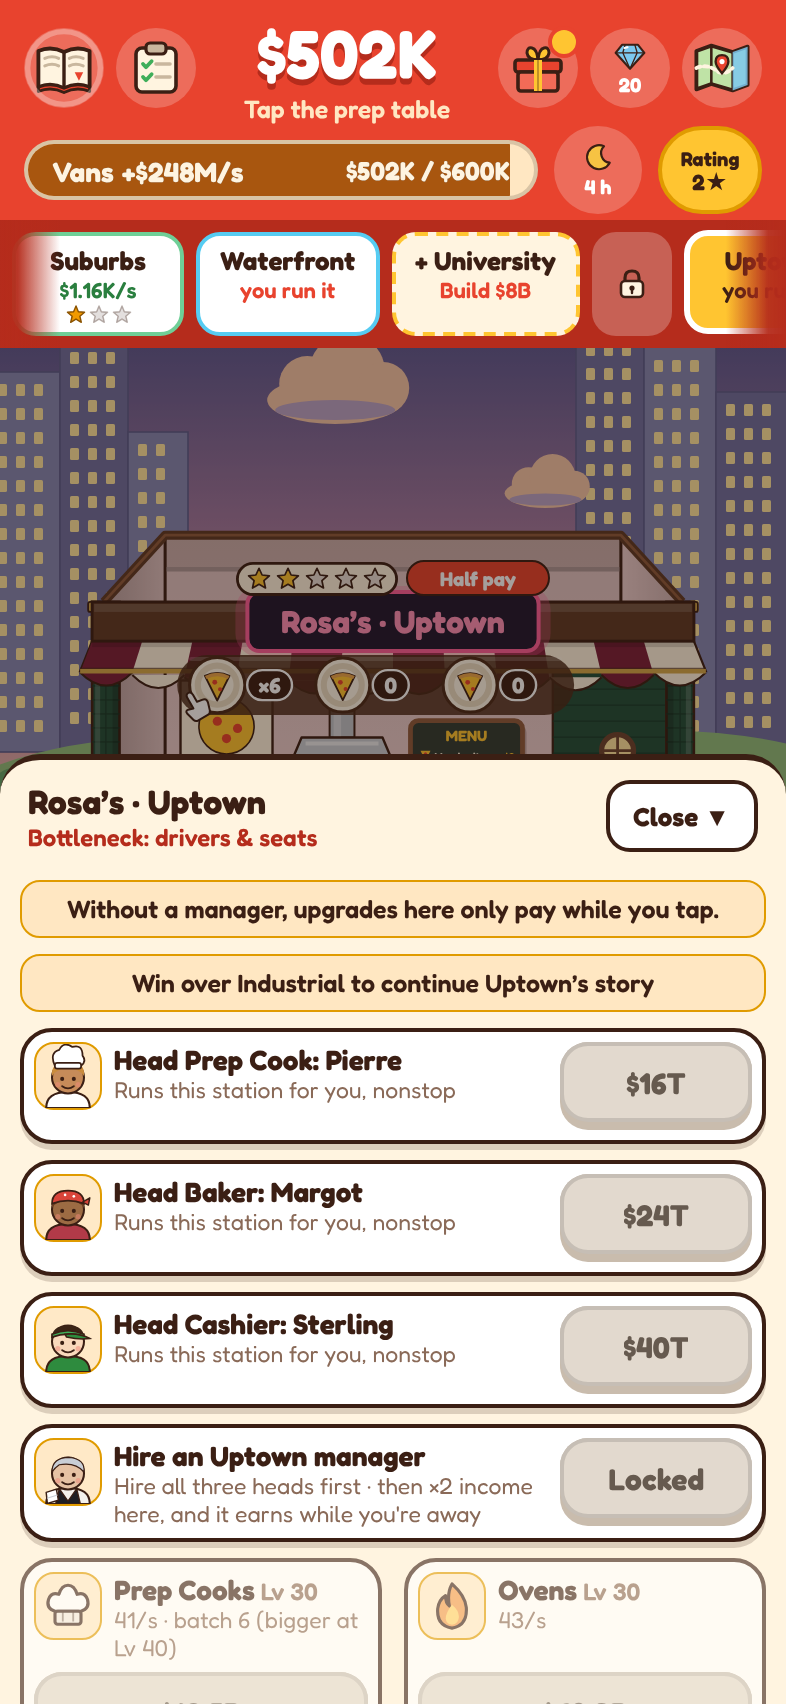 $502K
Tap the prep table
20
Vans +$248M/s
$502K / $600K
4 h
Rating
2★
Suburbs
$1.16K/s
Waterfront
you run it
+ University
Build $8B
you
Half pay
Rosa's · Uptown
×6
0
0
MENU
Rosa's · Uptown
Bottleneck: drivers & seats
Close ▼
Without a manager, upgrades here only pay while you tap.
Win over Industrial to continue Uptown's story
Head Prep Cook: Pierre
Runs this station for you, nonstop
$16T
Head Baker: Margot
Runs this station for you, nonstop
$24T
Head Cashier: Sterling
Runs this station for you, nonstop
$40T
Hire an Uptown manager
Hire all three heads first · then ×2 income
here, and it earns while you're away
Locked
Prep Cooks Lv 30
41/s · batch 6 (bigger at
Lv 40)
Ovens Lv 30
43/s